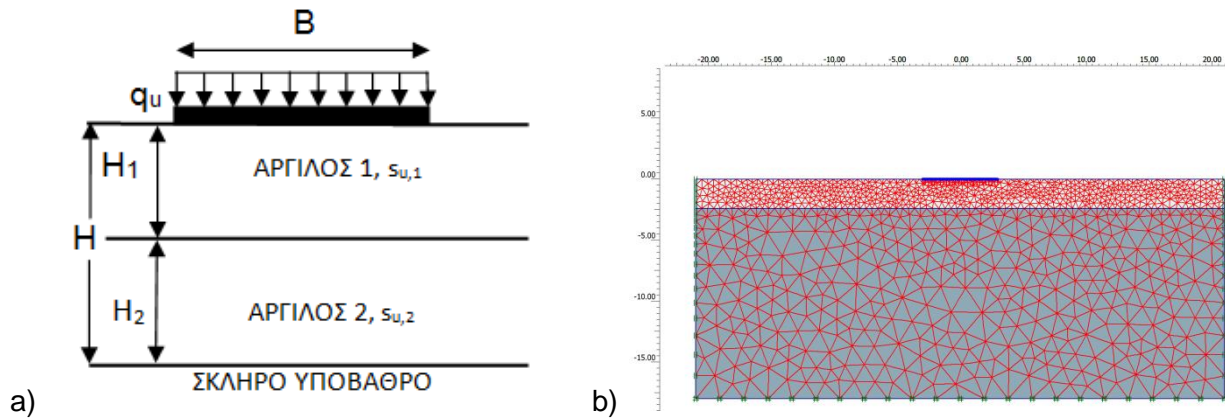 B
qu
H1
ΑΡΓΙΛΟΣ 1, su,1
H
H2
ΑΡΓΙΛΟΣ 2, su,2
ΣΚΛΗΡΟ ΥΠΟΒΑΘΡΟ
a)
b)
-20.00 -15.00 -10.00 -5.00 0.00 5.00 10.00 15.00 20.00
5.00
0.00
-5.00
-10.00
-15.00